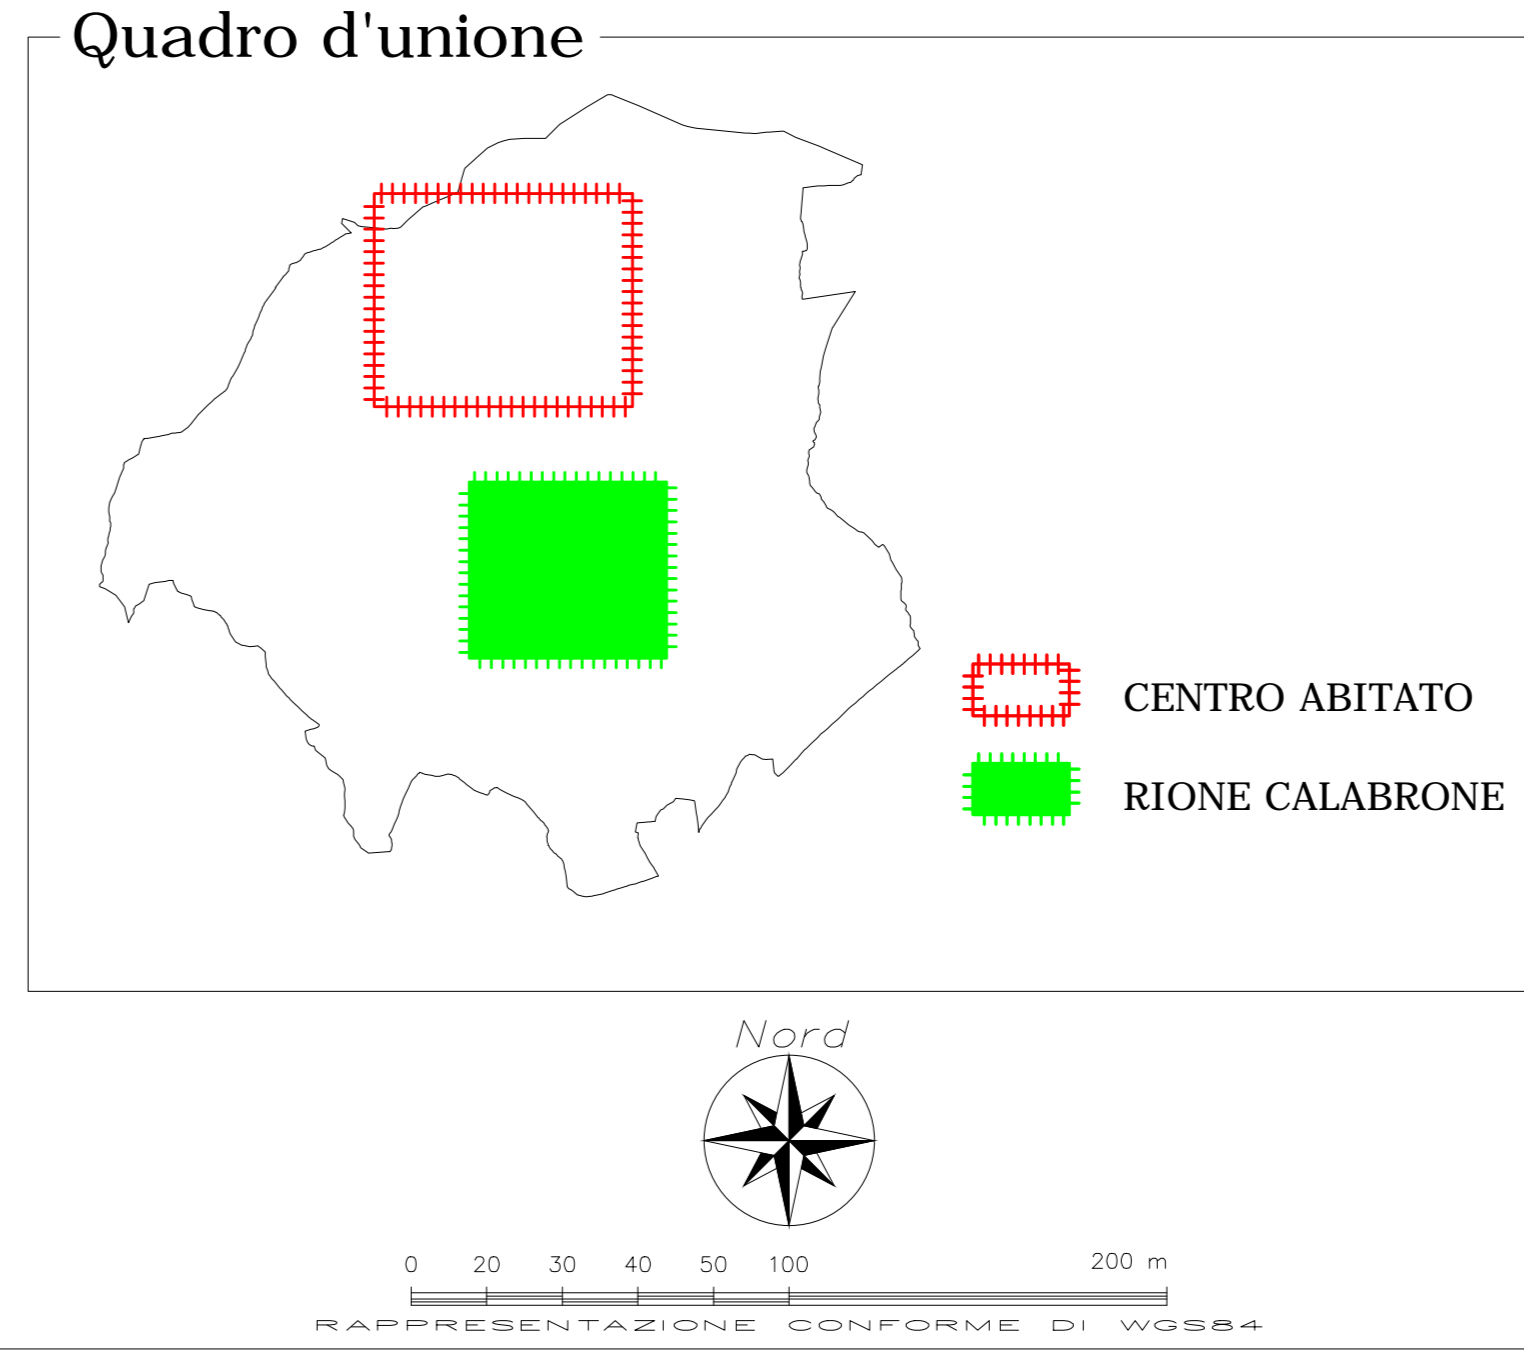 Quadro d'unione
CENTRO ABITATO
RIONE CALABRONE
Nord
0 20 30 40 50 100 200 m
RAPPRESENTAZIONE CONFORME DI WGS84